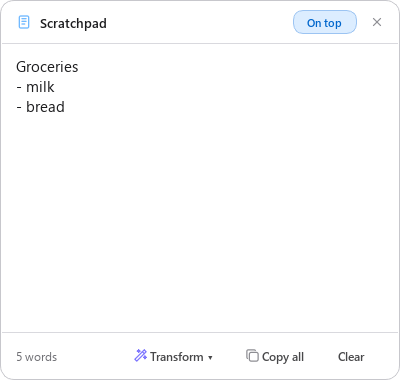 Scratchpad
On top
Groceries
- milk
- bread
5 words
Transform ▾
Copy all
Clear